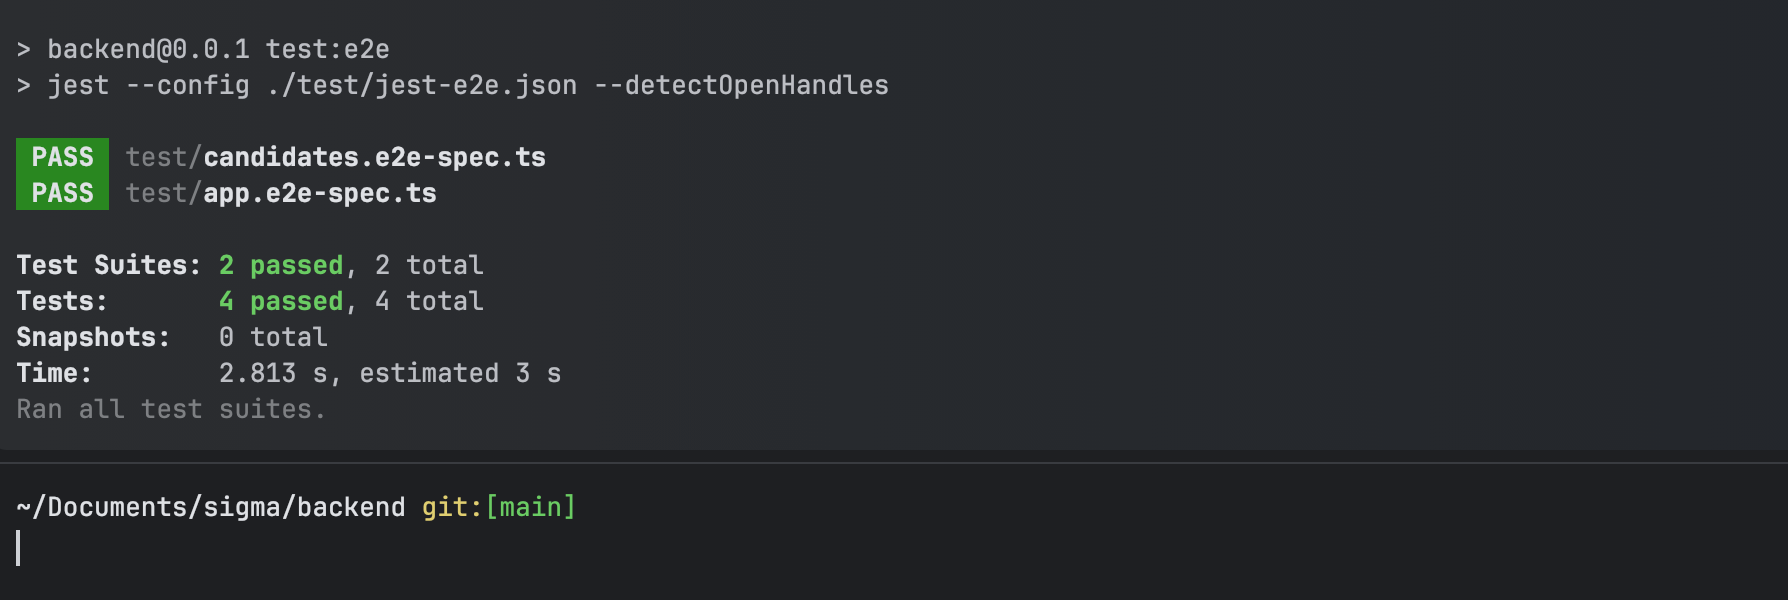 > backend@0.0.1 test:e2e
> jest --config ./test/jest-e2e.json --detectOpenHandles
PASS test/candidates.e2e-spec.ts
PASS test/app.e2e-spec.ts
Test Suites: 2 passed, 2 total
Tests: 4 passed, 4 total
Snapshots: 0 total
Time: 2.813 s, estimated 3 s
Ran all test suites.
~/Documents/sigma/backend git:[main]